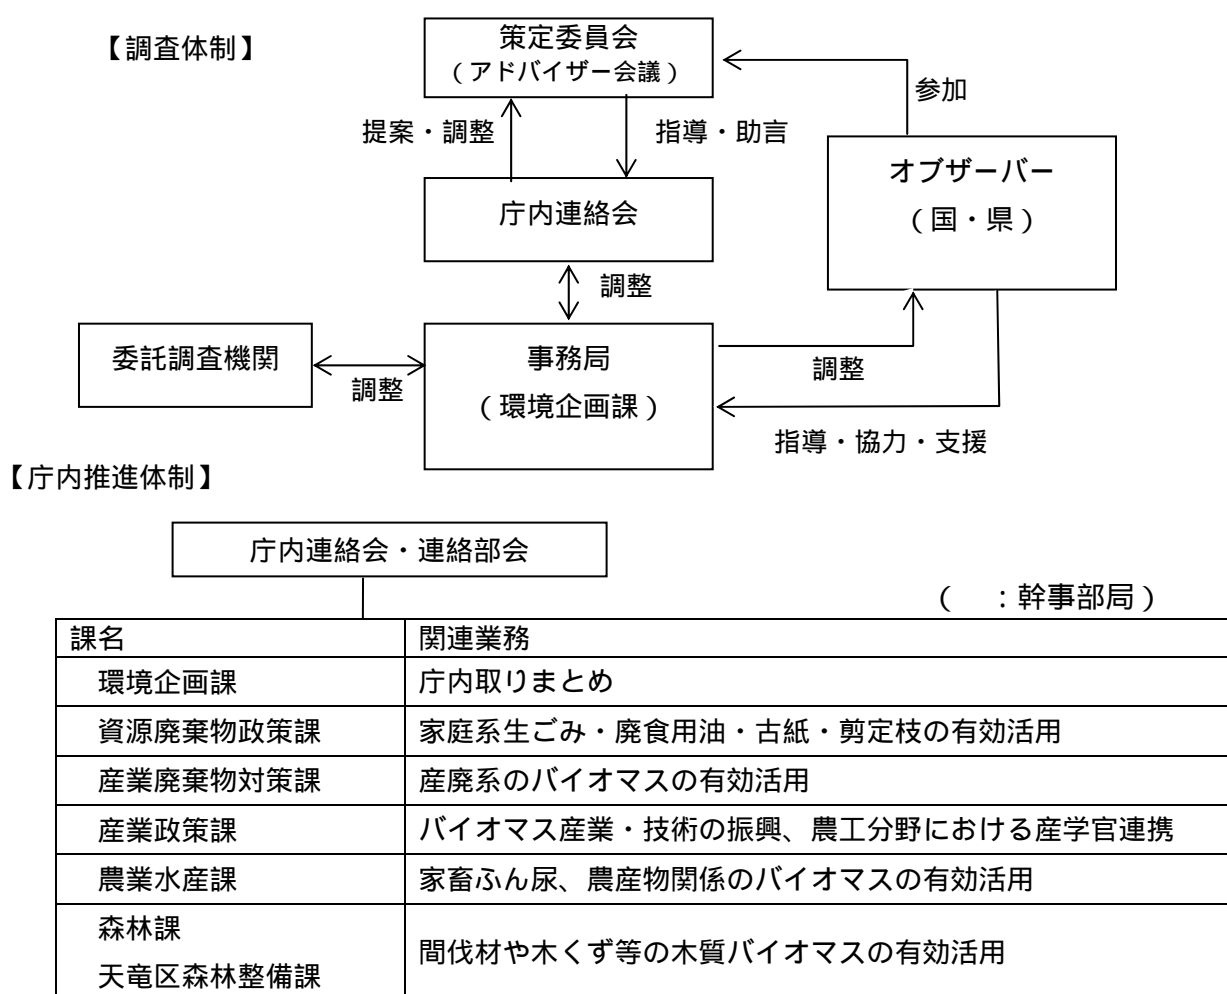 【調査体制】
策定委員会
（アドバイザー会議）
参加
提案・調整
指導・助言
オブザーバー
（国・県）
庁内連絡会
調整
委託調査機関
調整
事務局
（環境企画課）
調整
指導・協力・支援
【庁内推進体制】
庁内連絡会・連絡部会
（　：幹事部局）
課名 関連業務
環境企画課 庁内取りまとめ
資源廃棄物政策課 家庭系生ごみ・廃食用油・古紙・剪定枝の有効活用
産業廃棄物対策課 産廃系のバイオマスの有効活用
産業政策課 バイオマス産業・技術の振興、農工分野における産学官連携
農業水産課 家畜ふん尿、農産物関係のバイオマスの有効活用
森林課
天竜区森林整備課
間伐材や木くず等の木質バイオマスの有効活用